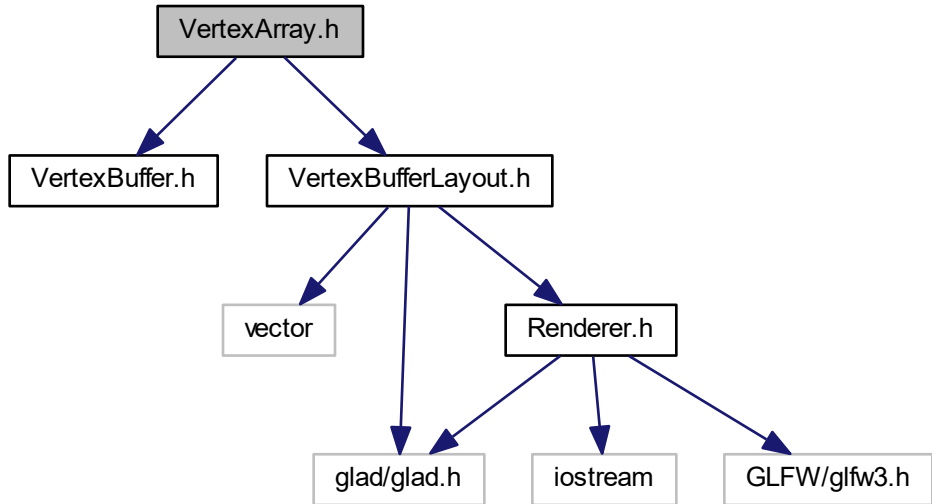 VertexArray.h
VertexBuffer.h
VertexBufferLayout.h
vector
Renderer.h
glad/glad.h
iostream
GLFW/glfw3.h